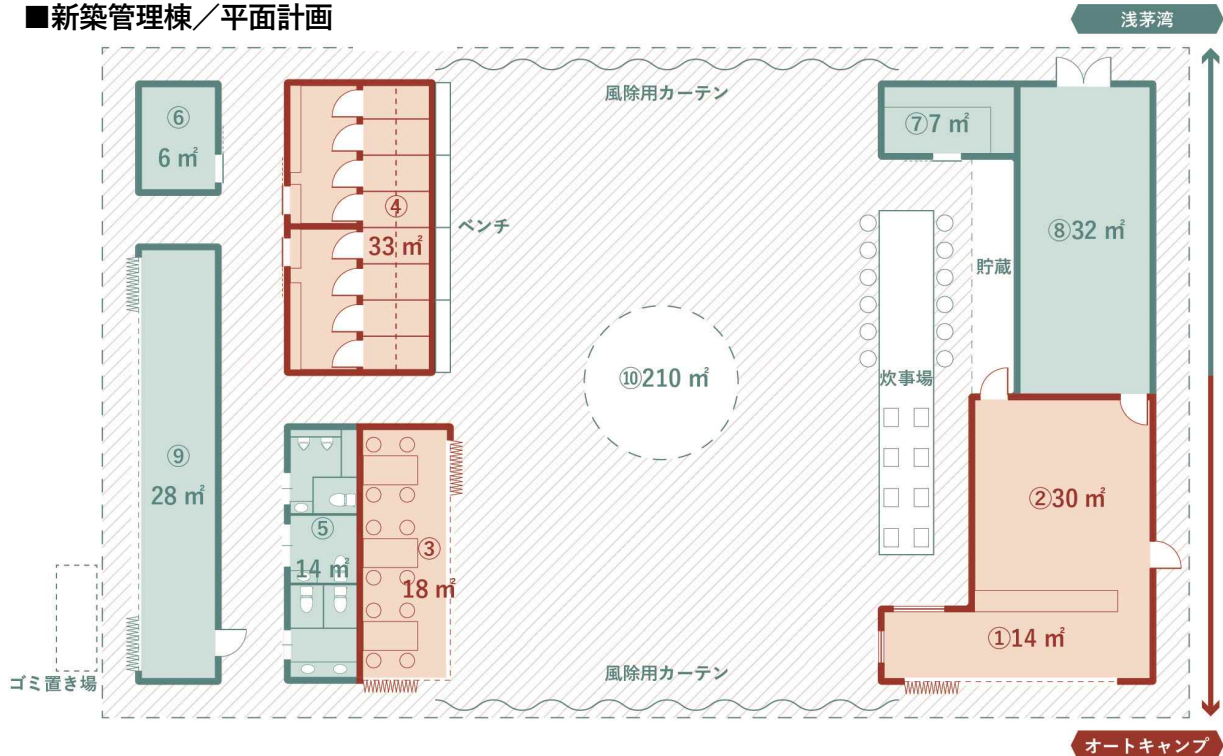 ■新築管理棟／平面計画
浅茅湾
風除用カーテン
⑥
6 ㎡
⑦7 ㎡
④
33 ㎡
ベンチ
⑧32 ㎡
貯蔵
⑩210 ㎡
炊事場
⑨
28 ㎡
②30 ㎡
⑤
14 ㎡
③
18 ㎡
①14 ㎡
ゴミ置き場
風除用カーテン
オートキャンプ